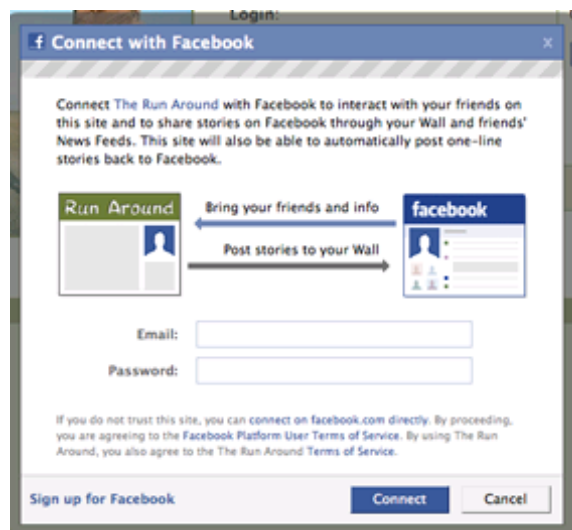 Login:
f Connect with Facebook x
Connect The Run Around with Facebook to interact with your friends on
this site and to share stories on Facebook through your Wall and friends'
News Feeds. This site will also be able to automatically post one-line
stories back to Facebook.
Run Around
Bring your friends and info
facebook
Post stories to your Wall
Email:
Password:
If you do not trust this site, you can connect on facebook.com directly. By proceeding,
you are agreeing to the Facebook Platform User Terms of Service. By using The Run
Around, you also agree to the The Run Around Terms of Service.
Sign up for Facebook Connect Cancel